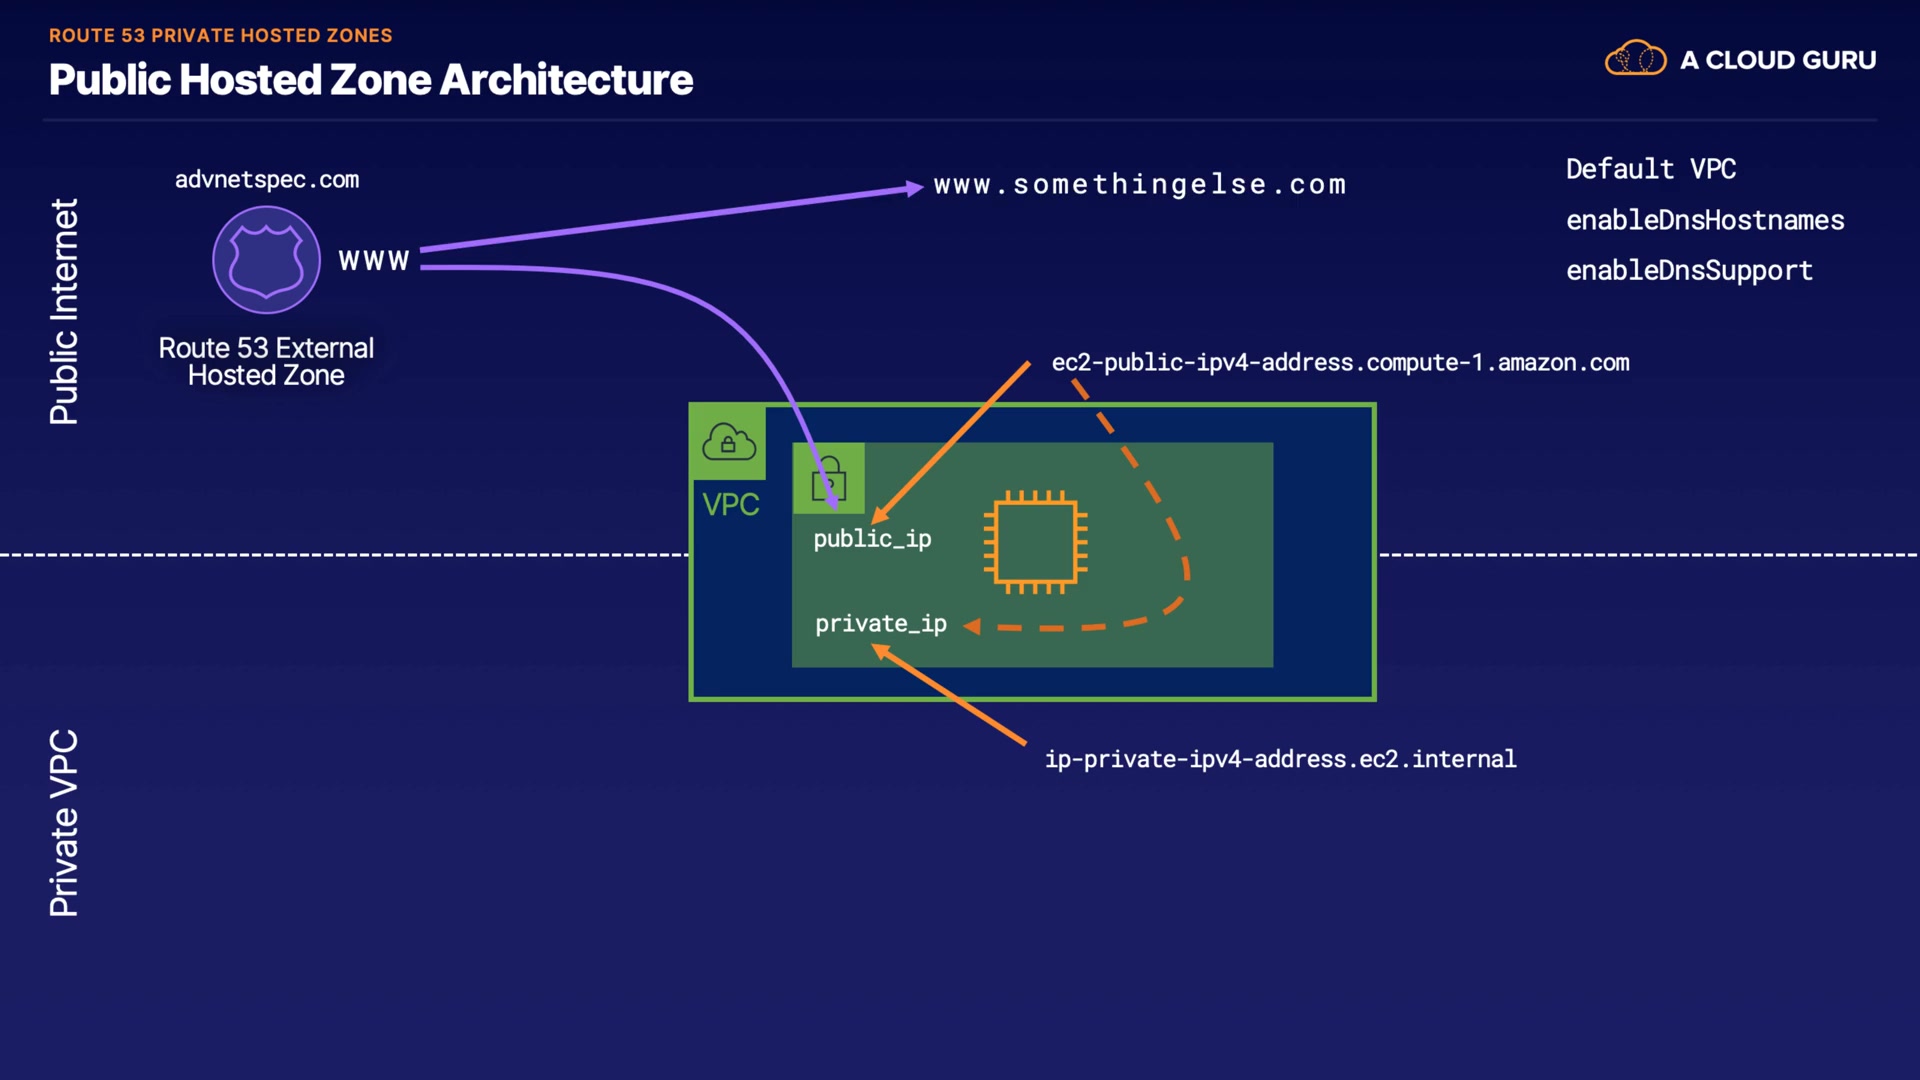 ROUTE 53 PRIVATE HOSTED ZONES
Public Hosted Zone Architecture
A CLOUD GURU
Public Internet
advnetspec.com
www
Route 53 External
Hosted Zone
www.somethingelse.com
Default VPC
enableDnsHostnames
enableDnsSupport
ec2-public-ipv4-address.compute-1.amazon.com
VPC
public_ip
private_ip
ip-private-ipv4-address.ec2.internal
Private VPC